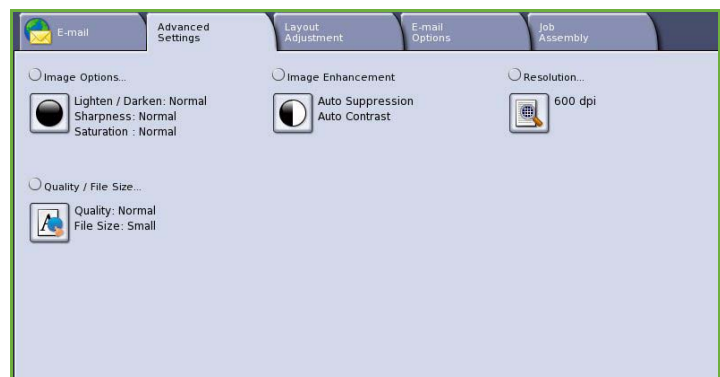 E-mail
Advanced
Settings
Layout
Adjustment
E-mail
Options
Job
Assembly
Image Options...
Lighten / Darken: Normal
Sharpness: Normal
Saturation : Normal
Image Enhancement
Auto Suppression
Auto Contrast
Resolution...
600 dpi
Quality / File Size...
Quality: Normal
File Size: Small